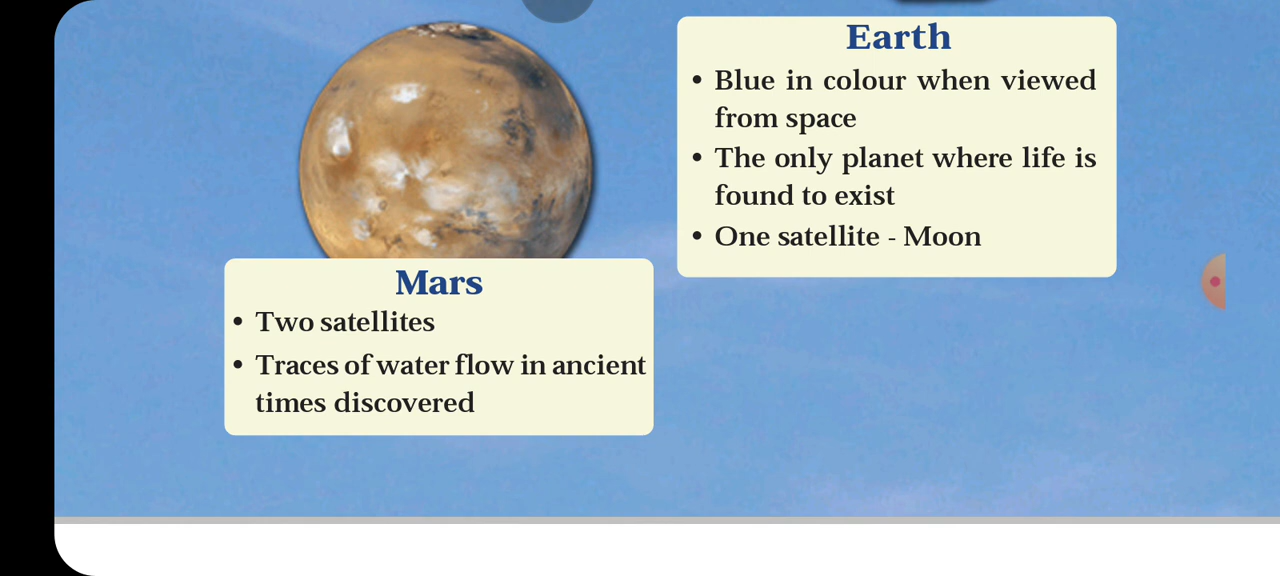 Earth
• Blue in colour when viewed
from space
• The only planet where life is
found to exist
• One satellite - Moon
Mars
• Two satellites
• Traces of water flow in ancient
times discovered